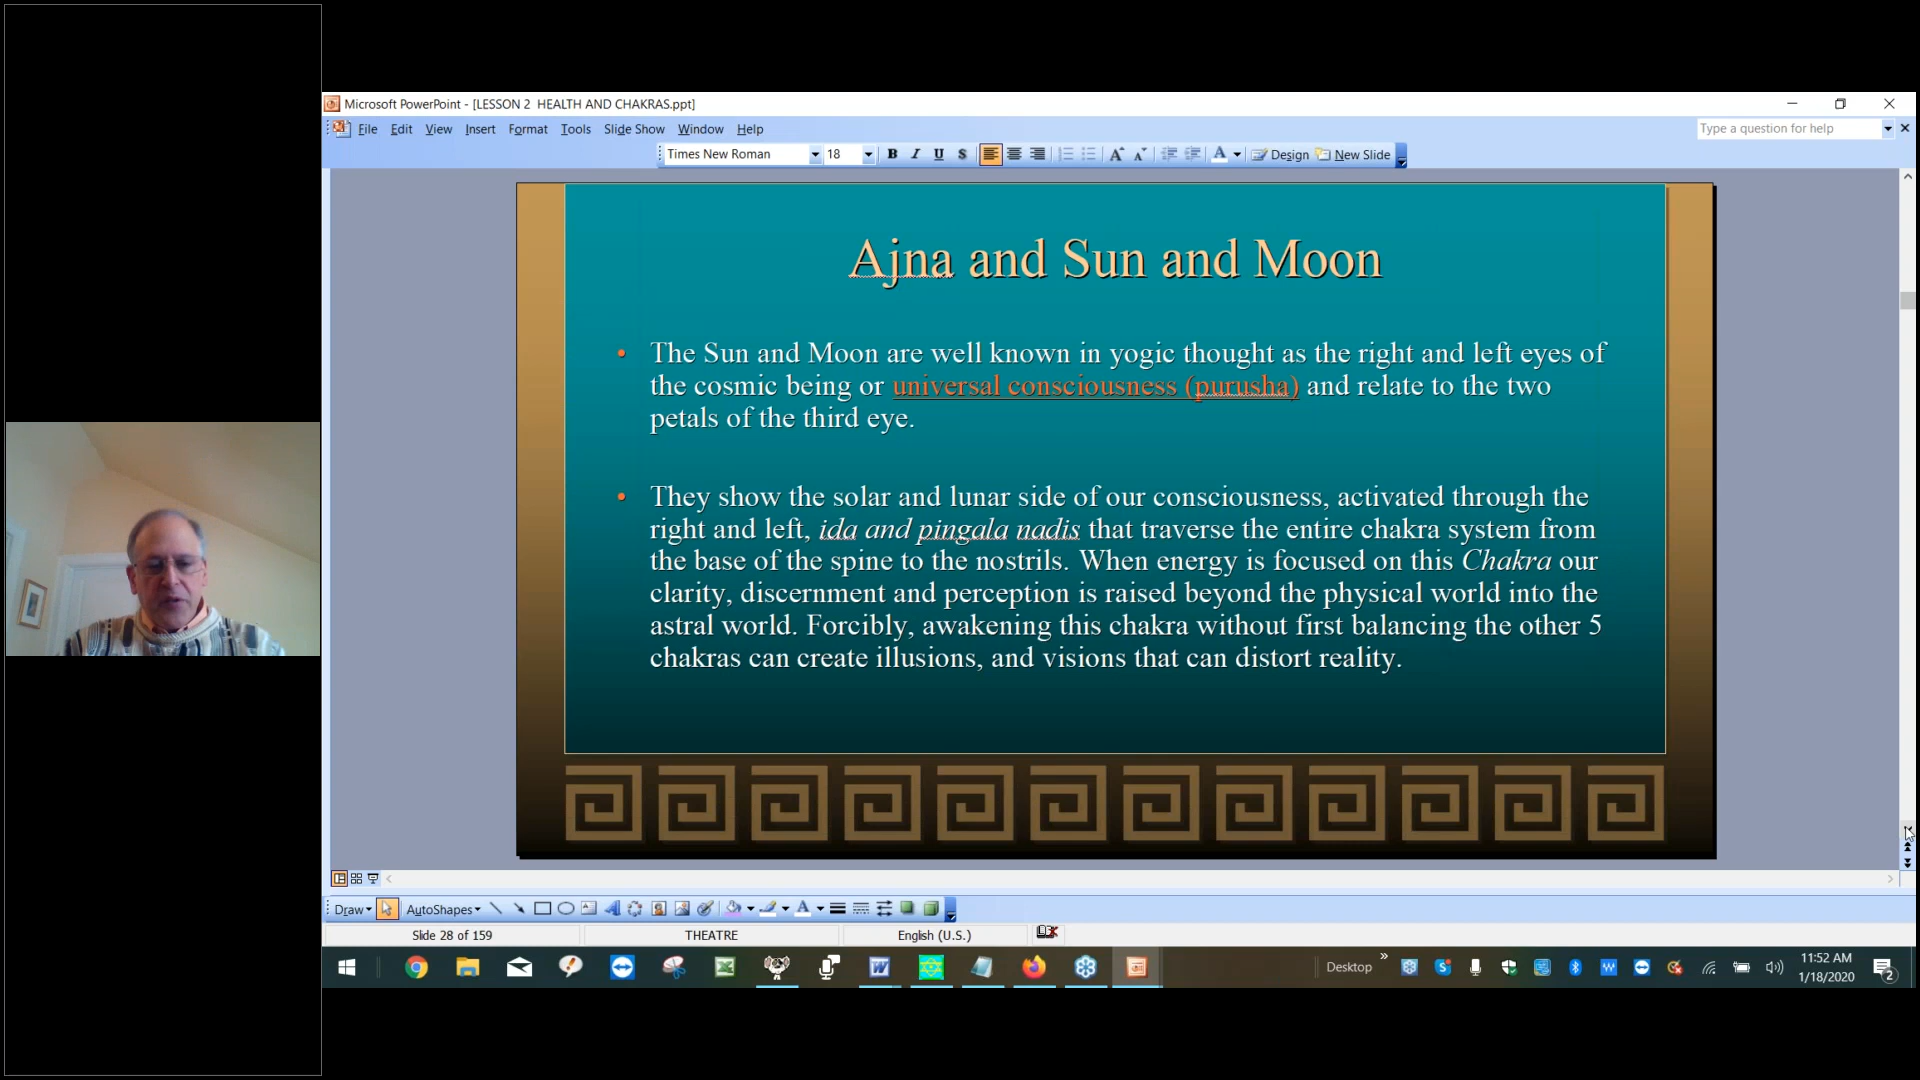 Microsoft PowerPoint - [LESSON 2  HEALTH AND CHAKRAS.ppt]
File Edit View Insert Format Tools Slide Show Window Help
Type a question for help
Times New Roman 18 B I U S A A A Design New Slide
Ajna and Sun and Moon
• The Sun and Moon are well known in yogic thought as the right and left eyes of
the cosmic being or universal consciousness (purusha) and relate to the two
petals of the third eye.
• They show the solar and lunar side of our consciousness, activated through the
right and left, ida and pingala nadis that traverse the entire chakra system from
the base of the spine to the nostrils. When energy is focused on this Chakra our
clarity, discernment and perception is raised beyond the physical world into the
astral world. Forcibly, awakening this chakra without first balancing the other 5
chakras can create illusions, and visions that can distort reality.
Draw AutoShapes A
Slide 28 of 159 THEATRE English (U.S.)
Desktop
11:52 AM
1/18/2020
2